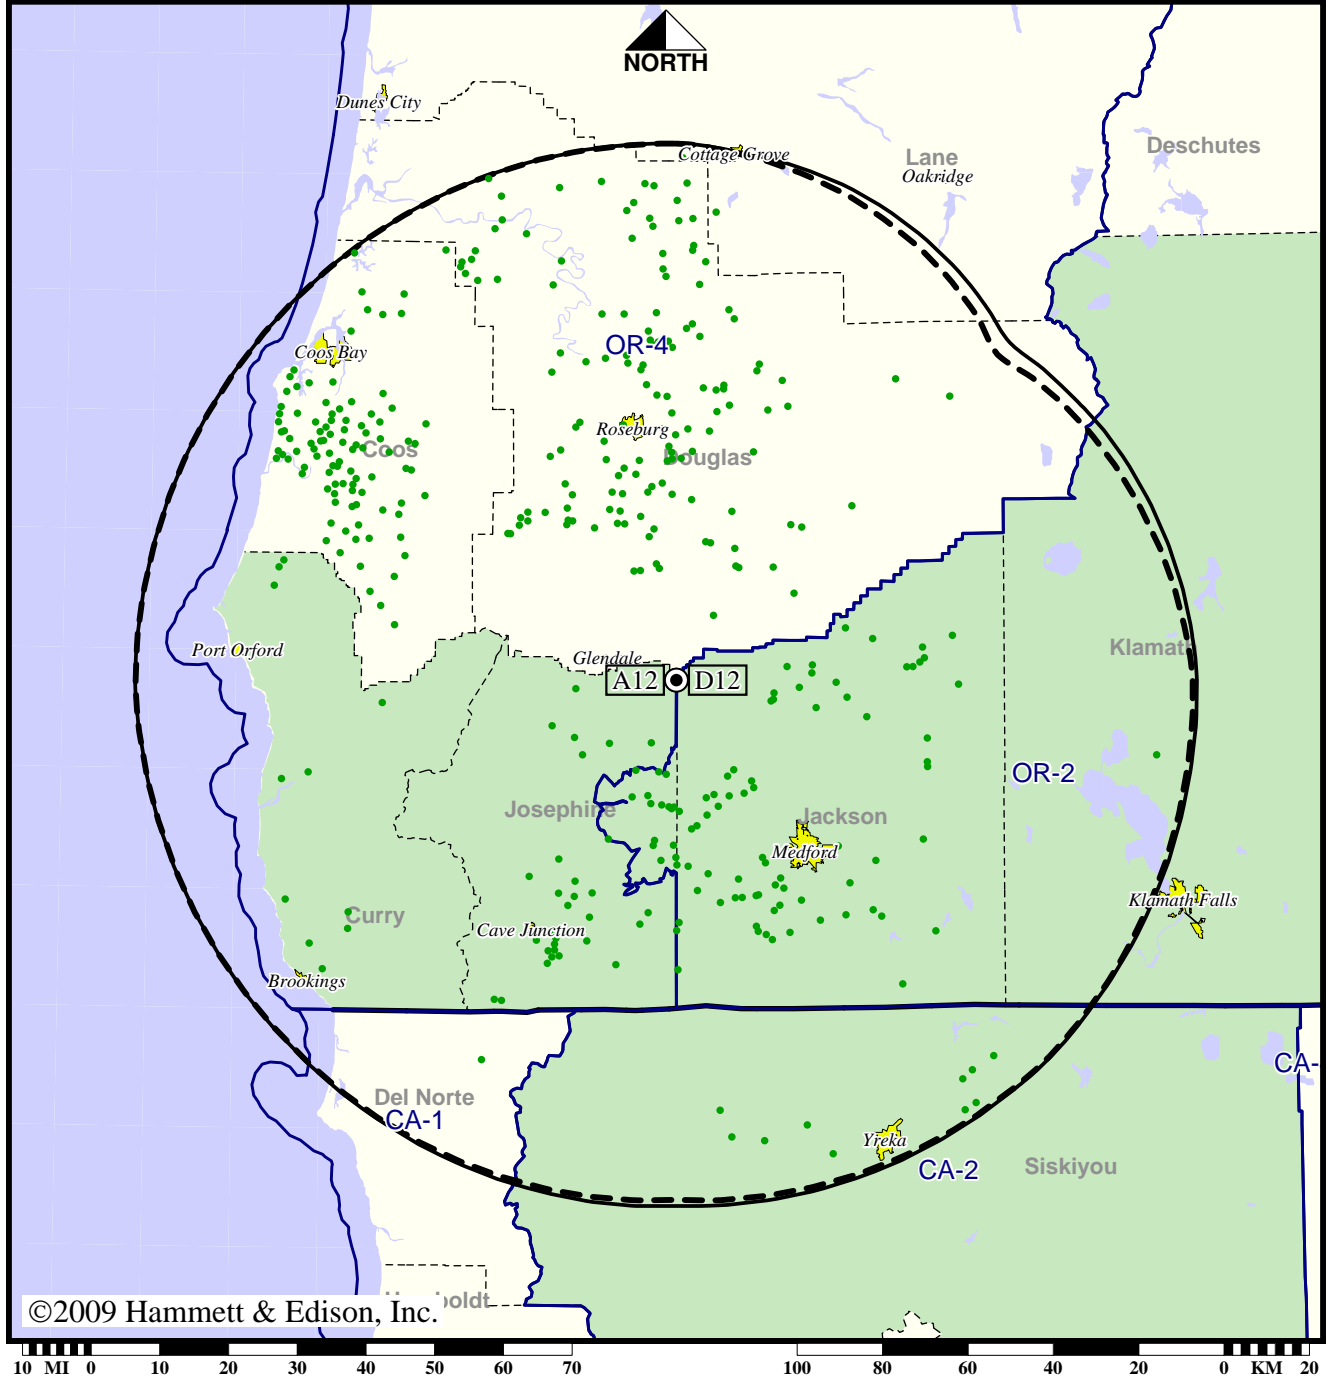 NORTH
Dunes City
Cottage Grove
Lane
Oakridge
Deschutes
OR-4
Coos Bay
Roseburg
Coos
Douglas
Port Orford
Glendale
A12
D12
Klamath
OR-2
Josephine
Jackson
Medford
Klamath Falls
Curry
Cave Junction
Brookings
CA-
Del Norte
CA-1
Yreka
CA-2
Siskiyou
©2009 Hammett & Edison, Inc.
10 MI 0 10 20 30 40 50 60 70
100 80 60 40 20 0 KM 20